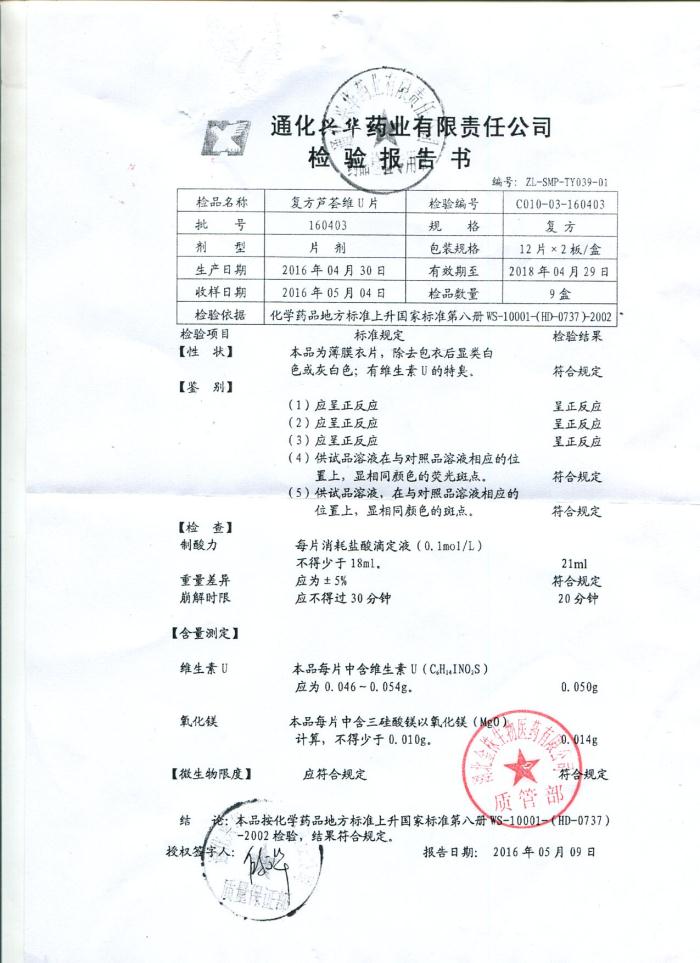 通化兴华药业有限责任公司
检验报告书
编号: ZL-SMP-TY039-01
检品名称 复方芦荟维U片 检验编号 C010-03-160403
批 号 160403 规 格 复方
剂 型 片剂 包装规格 12片×2板/盒
生产日期 2016年04月30日 有效期至 2018年04月29日
收样日期 2016年05月04日 检品数量 9盒
检验依据 化学药品地方标准上升国家标准第八册WS-10001-(HD-0737)-2002
检验项目 标准规定 检验结果
【性 状】 本品为薄膜衣片，除去包衣后显类白
色或灰白色；有维生素U的特臭。 符合规定
【鉴 别】
(1)应呈正反应 呈正反应
(2)应呈正反应 呈正反应
(3)应呈正反应 呈正反应
(4)供试品溶液在与对照品溶液相应的位
置上，显相同颜色的荧光斑点。 符合规定
(5)供试品溶液，在与对照品溶液相应的
位置上，显相同颜色的斑点。 符合规定
【检 查】
制酸力 每片消耗盐酸滴定液(0.1mol/L)
不得少于18ml。 21ml
重量差异 应为±5% 符合规定
崩解时限 应不得过30分钟 20分钟
【含量测定】
维生素U 本品每片中含维生素U(C₆H₁₄INO₂S)
应为0.046~0.054g。 0.050g
氧化镁 本品每片中含三硅酸镁以氧化镁(MgO)
计算，不得少于0.010g。 0.014g
【微生物限度】 应符合规定 符合规定
质管部
结 论：本品按化学药品地方标准上升国家标准第八册WS-10001-(HD-0737)
-2002检验，结果符合规定。
授权签字人： 报告日期： 2016年05月09日
质量保证部